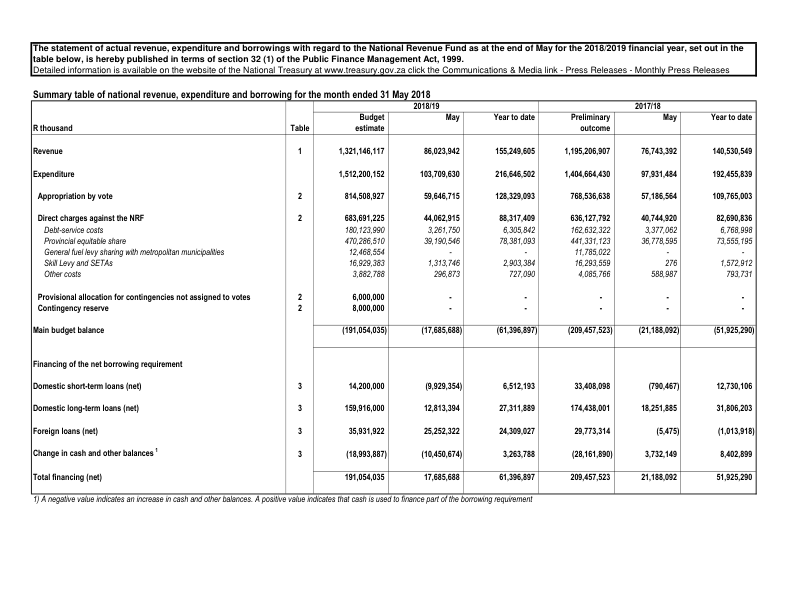 The statement of actual revenue, expenditure and borrowings with regard to the National Revenue Fund as at the end of May for the 2018/2019 financial year, set out in the
table below, is hereby published in terms of section 32 (1) of the Public Finance Management Act, 1999.
Detailed information is available on the website of the National Treasury at www.treasury.gov.za click the Communications & Media link - Press Releases - Monthly Press Releases
Summary table of national revenue, expenditure and borrowing for the month ended 31 May 2018
2018/19 2017/18
Budget May Year to date Preliminary May Year to date
R thousand Table estimate outcome
Revenue 1 1,321,146,117 86,023,942 155,249,605 1,195,206,907 76,743,392 140,530,549
Expenditure 1,512,200,152 103,709,630 216,646,502 1,404,664,430 97,931,484 192,455,839
Appropriation by vote 2 814,508,927 59,646,715 128,329,093 768,536,638 57,186,564 109,765,003
Direct charges against the NRF 2 683,691,225 44,062,915 88,317,409 636,127,792 40,744,920 82,690,836
Debt-service costs 180,123,990 3,261,750 6,305,842 162,632,322 3,377,062 6,768,998
Provincial equitable share 470,286,510 39,190,546 78,381,093 441,331,123 36,778,595 73,555,195
General fuel levy sharing with metropolitan municipalities 12,468,554 - - 11,785,022 - -
Skill Levy and SETAs 16,929,383 1,313,746 2,903,384 16,293,559 276 1,572,912
Other costs 3,882,788 296,873 727,090 4,085,766 588,987 793,731
Provisional allocation for contingencies not assigned to votes 2 6,000,000 - - - - -
Contingency reserve 2 8,000,000 - - - - -
Main budget balance (191,054,035) (17,685,688) (61,396,897) (209,457,523) (21,188,092) (51,925,290)
Financing of the net borrowing requirement
Domestic short-term loans (net) 3 14,200,000 (9,929,354) 6,512,193 33,408,098 (790,467) 12,730,106
Domestic long-term loans (net) 3 159,916,000 12,813,394 27,311,889 174,438,001 18,251,885 31,806,203
Foreign loans (net) 3 35,931,922 25,252,322 24,309,027 29,773,314 (5,475) (1,013,918)
Change in cash and other balances 1 3 (18,993,887) (10,450,674) 3,263,788 (28,161,890) 3,732,149 8,402,899
Total financing (net) 191,054,035 17,685,688 61,396,897 209,457,523 21,188,092 51,925,290
1) A negative value indicates an increase in cash and other balances. A positive value indicates that cash is used to finance part of the borrowing requirement